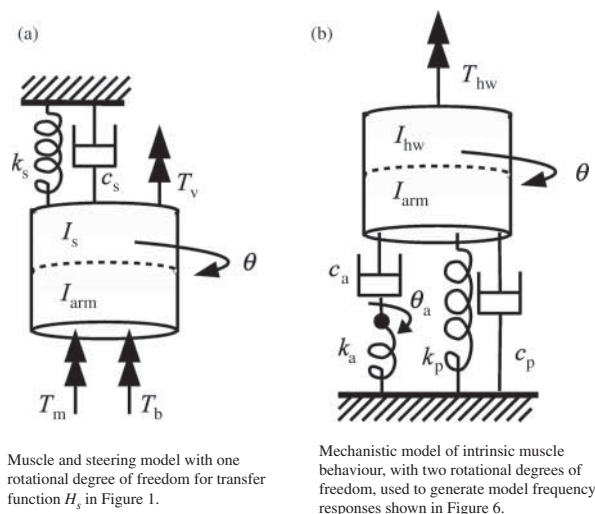 (a)
k_s
c_s
T_v
I_s
θ
I_arm
T_m
T_b
Muscle and steering model with one
rotational degree of freedom for transfer
function H_s in Figure 1.
(b)
T_hw
I_hw
θ
I_arm
c_a
θ_a
k_a
k_p
c_p
Mechanistic model of intrinsic muscle
behaviour, with two rotational degrees of
freedom, used to generate model frequency
responses shown in Figure 6.